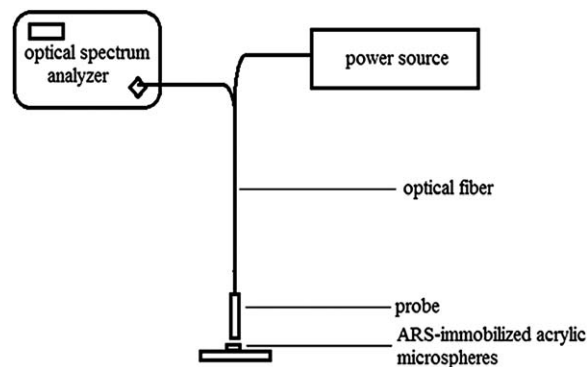 optical spectrum
analyzer
power source
optical fiber
probe
ARS-immobilized acrylic
microspheres